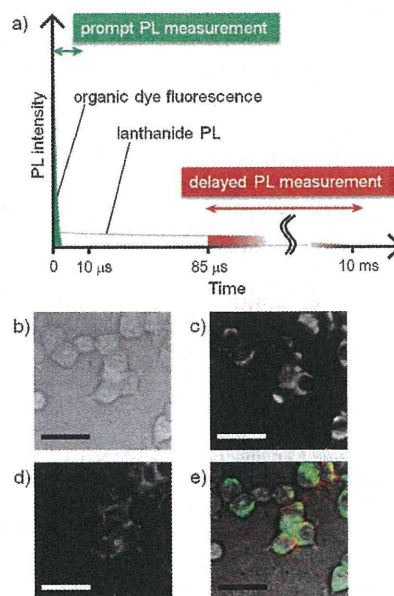 a)
prompt PL measurement
organic dye fluorescence
lanthanide PL
PL intensity
delayed PL measurement
0
10 µs
85 µs
10 ms
Time
b)
c)
d)
e)